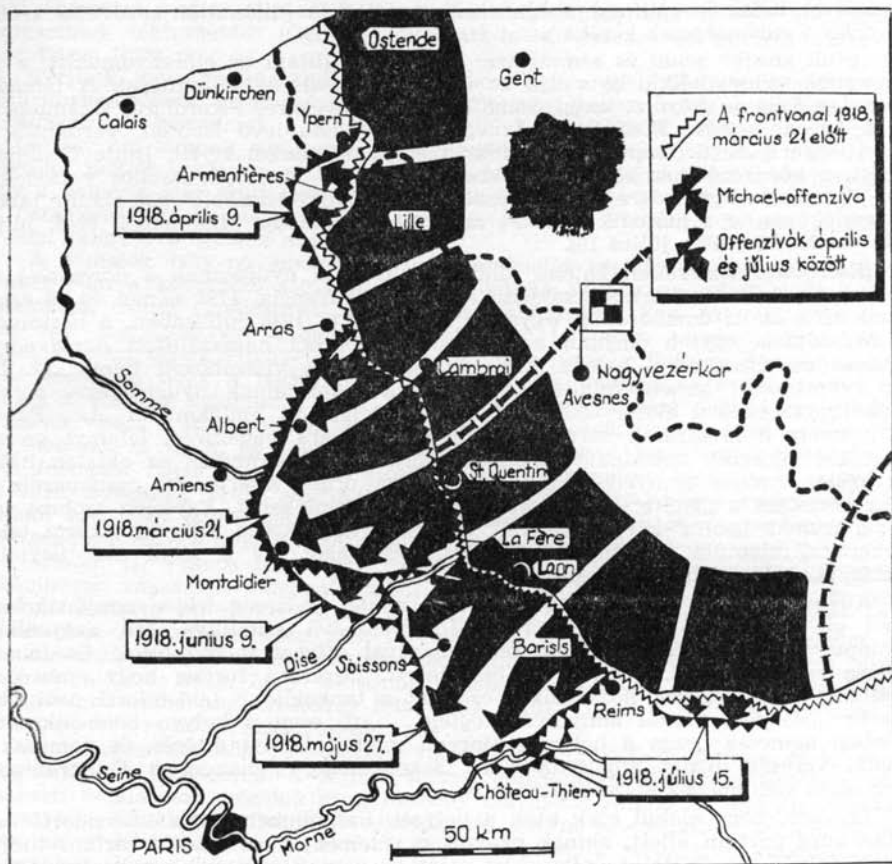 Ostende
Gent
Dünkirchen
Calais
Ypern
A frontvonal 1918.
március 21 előtt
Armentières
Michael-offenzíva
1918. április 9.
Lille
Offenzívák április
és július között
Arras
Cambrai
Nagyvezérkar
Avesnes
Somme
Albert
St. Quentin
Amiens
1918. március 21.
La Fère
Montdidier
Laon
1918. junius 9.
Oise
Barisis
Soissons
Reims
1918. május 27.
1918. július 15.
Seine
Château-Thierry
PARIS
Marne
50 km